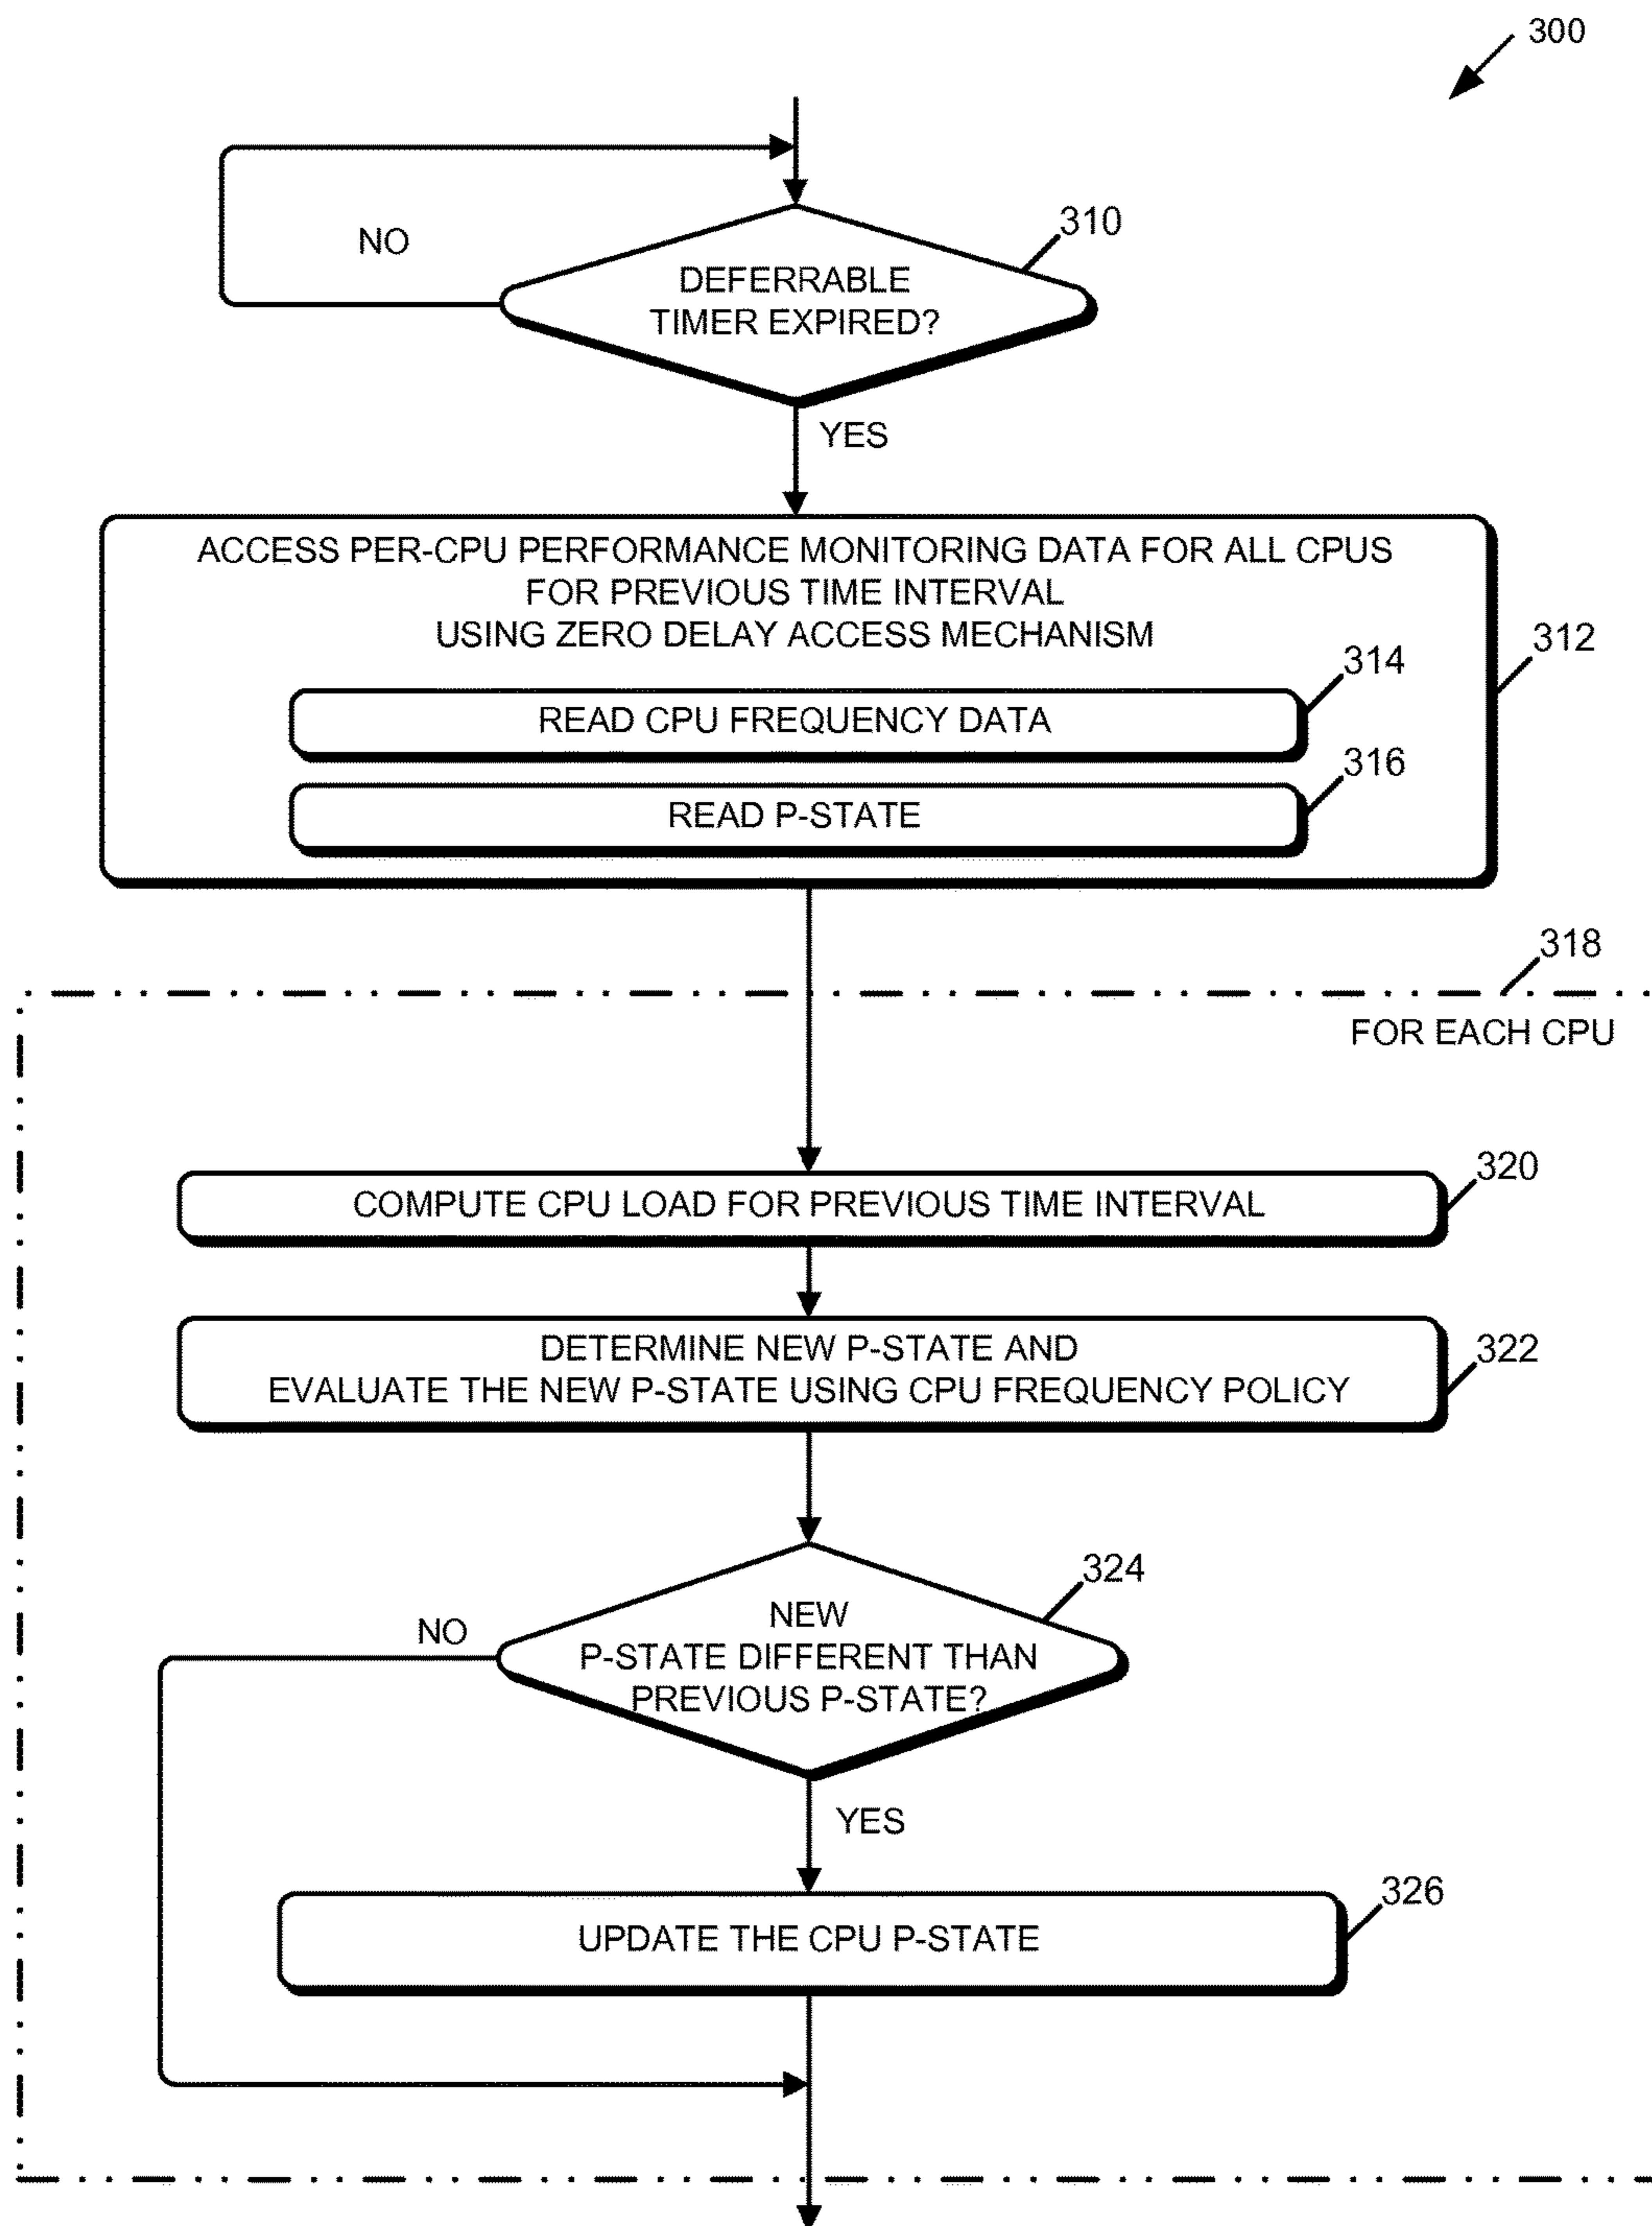 300
310
NO
DEFERRABLE
TIMER EXPIRED?
YES
ACCESS PER-CPU PERFORMANCE MONITORING DATA FOR ALL CPUS
FOR PREVIOUS TIME INTERVAL
USING ZERO DELAY ACCESS MECHANISM
312
314
READ CPU FREQUENCY DATA
316
READ P-STATE
318
FOR EACH CPU
320
COMPUTE CPU LOAD FOR PREVIOUS TIME INTERVAL
322
DETERMINE NEW P-STATE AND
EVALUATE THE NEW P-STATE USING CPU FREQUENCY POLICY
324
NO
NEW
P-STATE DIFFERENT THAN
PREVIOUS P-STATE?
YES
326
UPDATE THE CPU P-STATE